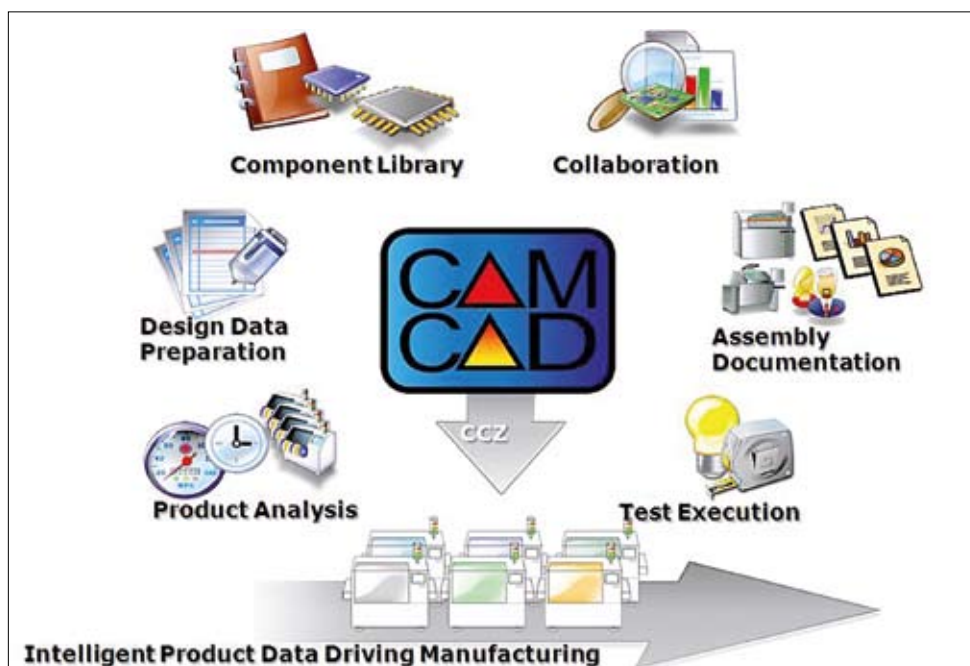 Component Library
Collaboration
Design Data
Preparation
CAM
CAD
Assembly
Documentation
CCZ
Product Analysis
Test Execution
Intelligent Product Data Driving Manufacturing